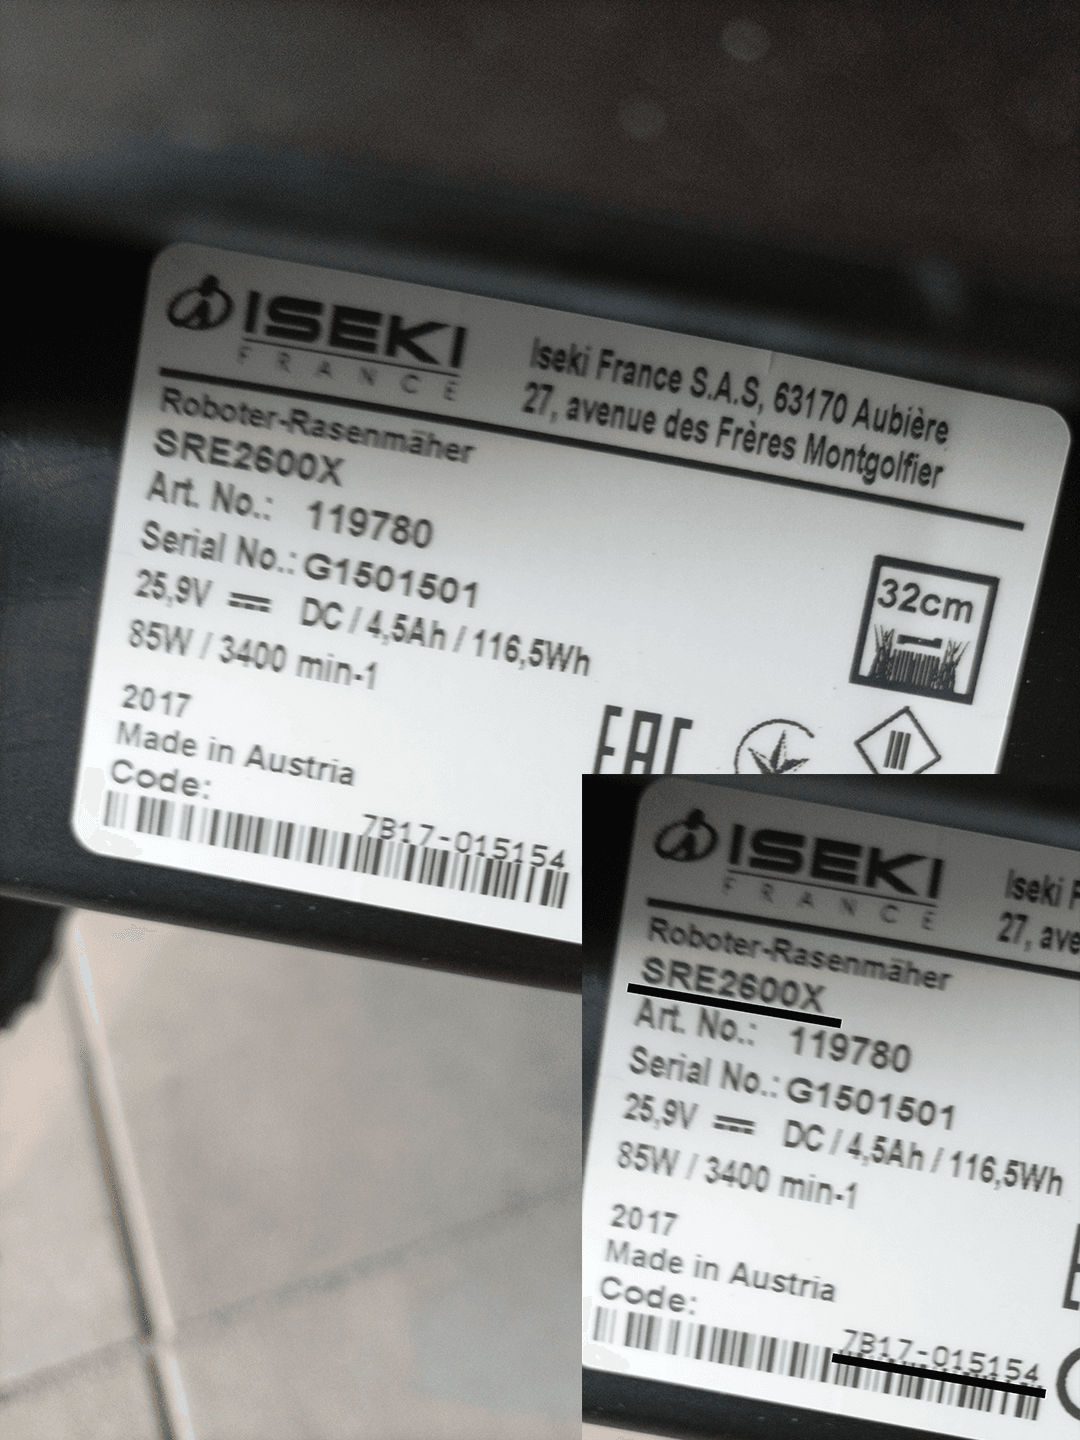 ISEKI
FRANCE
Iseki France S.A.S, 63170 Aubière
27, avenue des Frères Montgolfier
Roboter-Rasenmäher
SRE2600X
Art. No.: 119780
Serial No.: G1501501
25,9V DC / 4,5Ah / 116,5Wh
85W / 3400 min-1
2017
Made in Austria
Code:
7B17-015154
32cm
EAC
III
ISEKI
FRANCE
Iseki
27, ave
Roboter-Rasenmäher
SRE2600X
Art. No.: 119780
Serial No.: G1501501
25,9V DC / 4,5Ah / 116,5Wh
85W / 3400 min-1
2017
Made in Austria
Code:
7B17-015154